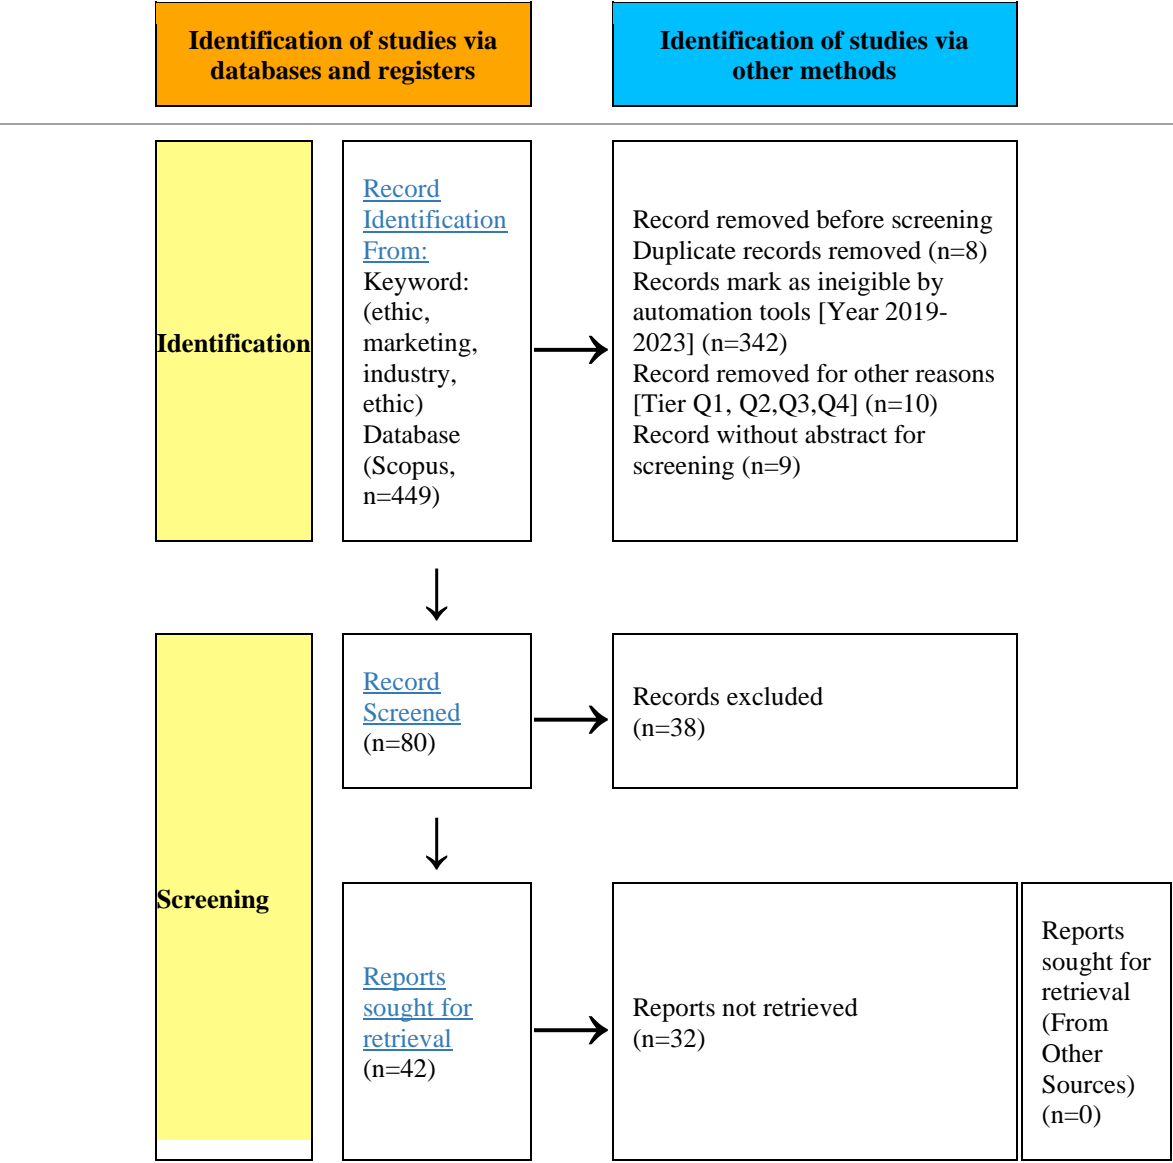 Identification of studies via
databases and registers
Identification of studies via
other methods
Identification
Record
Identification
From:
Keyword:
(ethic,
marketing,
industry,
ethic)
Database
(Scopus,
n=449)
Record removed before screening
Duplicate records removed (n=8)
Records mark as ineigible by
automation tools [Year 2019-
2023] (n=342)
Record removed for other reasons
[Tier Q1, Q2,Q3,Q4] (n=10)
Record without abstract for
screening (n=9)
Screening
Record
Screened
(n=80)
Records excluded
(n=38)
Reports
sought for
retrieval
(n=42)
Reports not retrieved
(n=32)
Reports
sought for
retrieval
(From
Other
Sources)
(n=0)